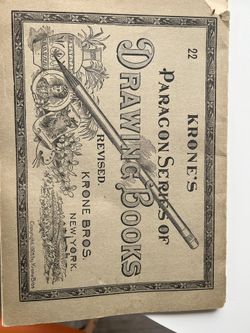 22
KRONE'S
PARAGON SERIES OF
DRAWING BOOKS
REVISED.
KRONE BROS.
NEW YORK.